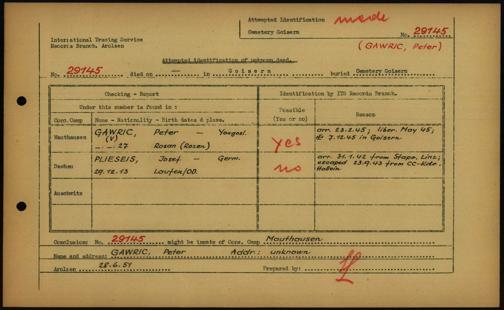 Attempted Identification made
Cemetery Goisern
No. 29145
(GAWRIC, Peter)
International Tracing Service
Records Branch, Arolsen
Attempted identification of unknown dead.
No. 29145 died on — in Goisern buried Cemetery Goisern
Checking - Report
Identification by ITS Records Branch.
Under this number is found in :
Possible (Yes or no)
Reason
Conc.Camp Name - Nationality - Birth dates & place.
Mauthausen GAWRIC, Peter — Yougosl. yes arr. 23.2.45; liber. May 45;
(V)
-.-. 27 Rosan (Rosen) 7.12.45 in Goisern
Dachau PLIESEIS, Josef — Germ. no arr. 31.1.42 from Stapo, Linz;
29.12.13 Laufen/OD. escaped 23.9.43 from CC-Kdr.
Hallein
Auschwitz
Conclusion: No. 29145 might be inmate of Conc. Camp Mauthausen
Name and address: GAWRIC, Peter Addr: unknown
Arolsen 28.6.51 Prepared by: